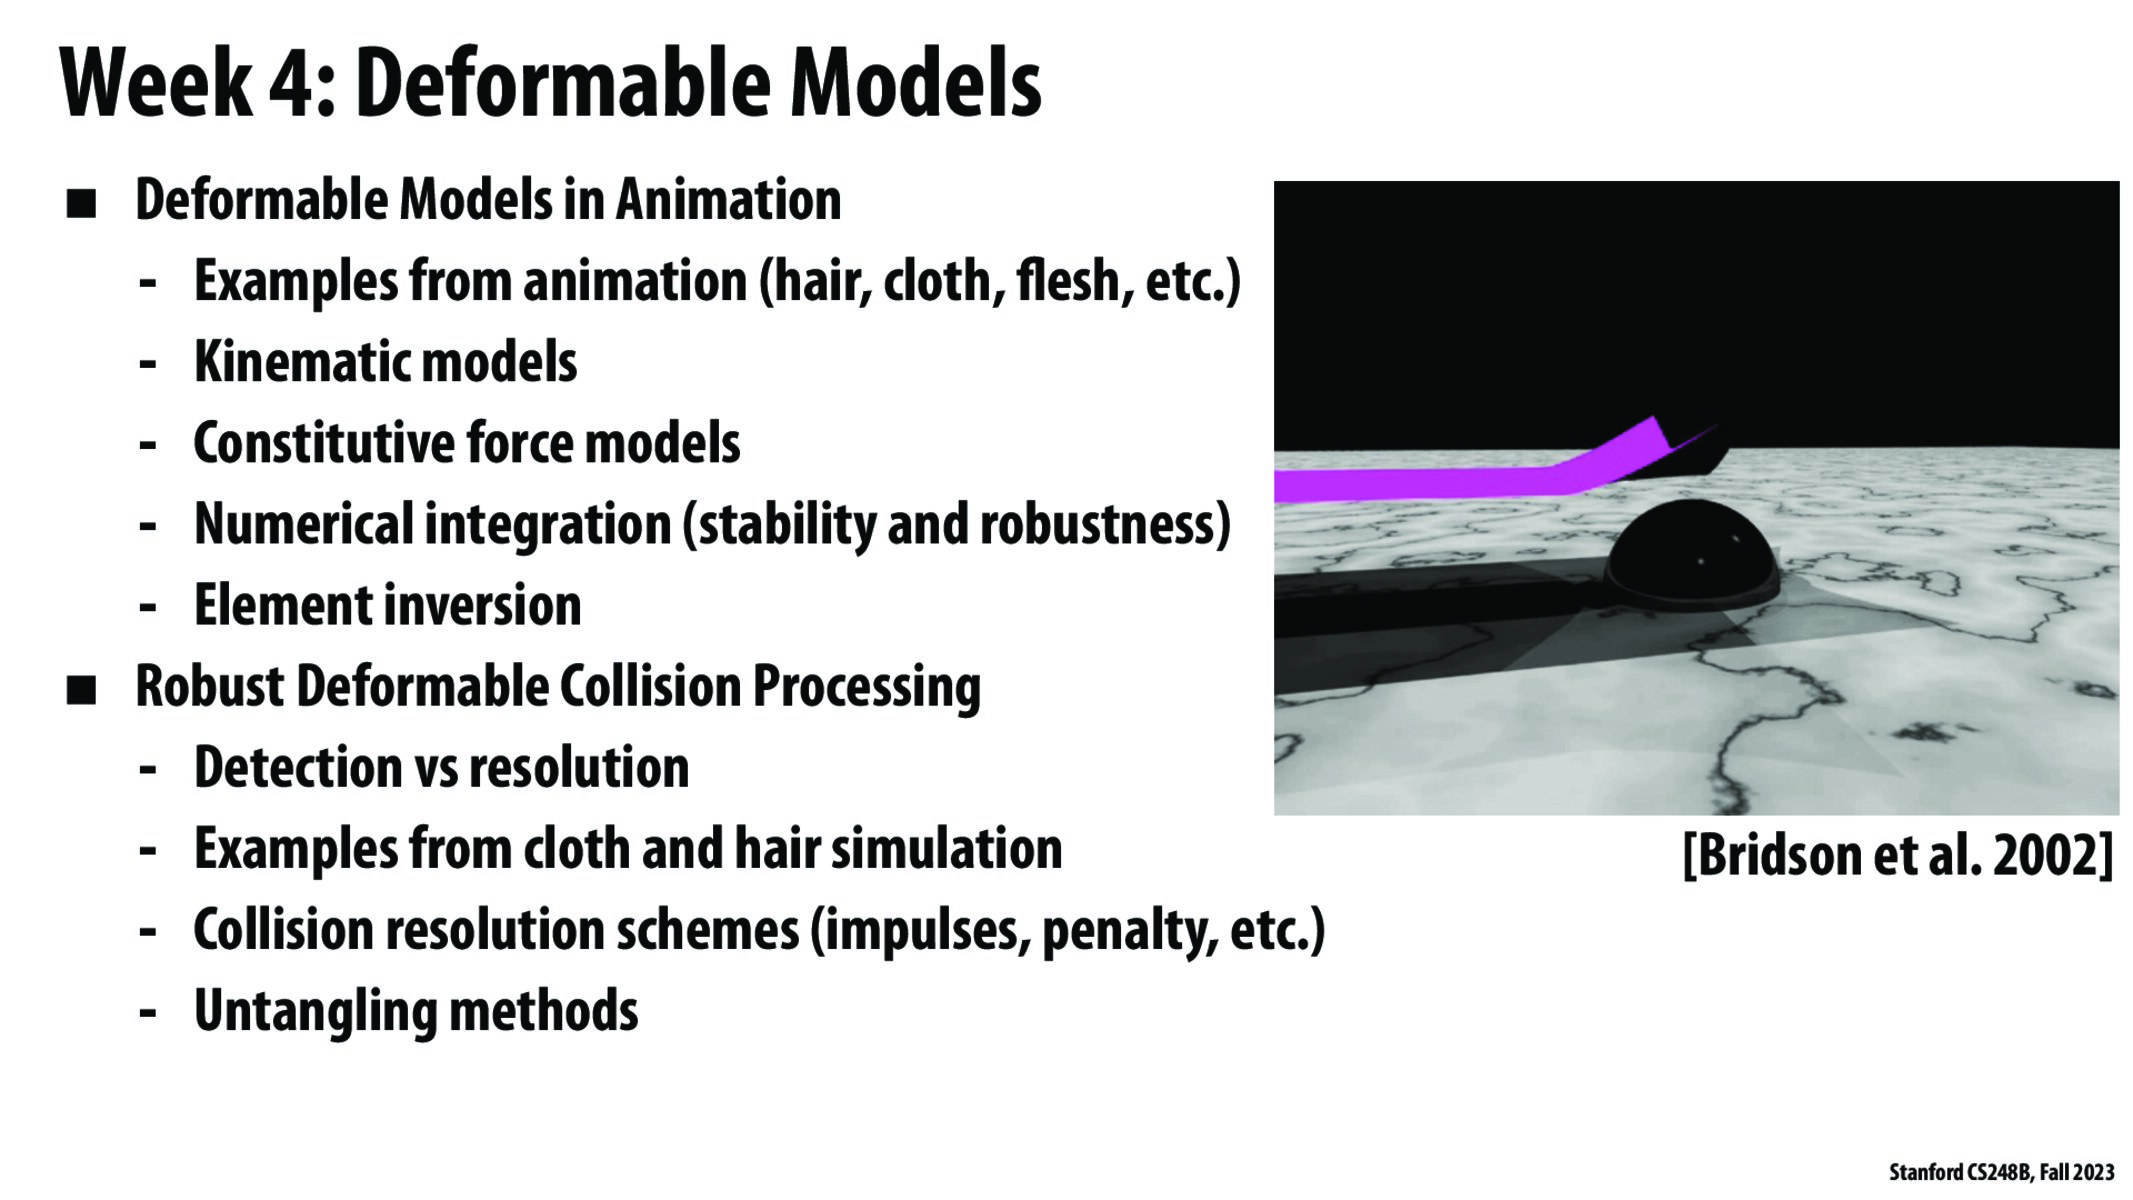 Week 4: Deformable Models
■ Deformable Models in Animation
- Examples from animation (hair, cloth, flesh, etc.)
- Kinematic models
- Constitutive force models
- Numerical integration (stability and robustness)
- Element inversion
■ Robust Deformable Collision Processing
- Detection vs resolution
- Examples from cloth and hair simulation
- Collision resolution schemes (impulses, penalty, etc.)
- Untangling methods
[Bridson et al. 2002]
Stanford CS248B, Fall 2023